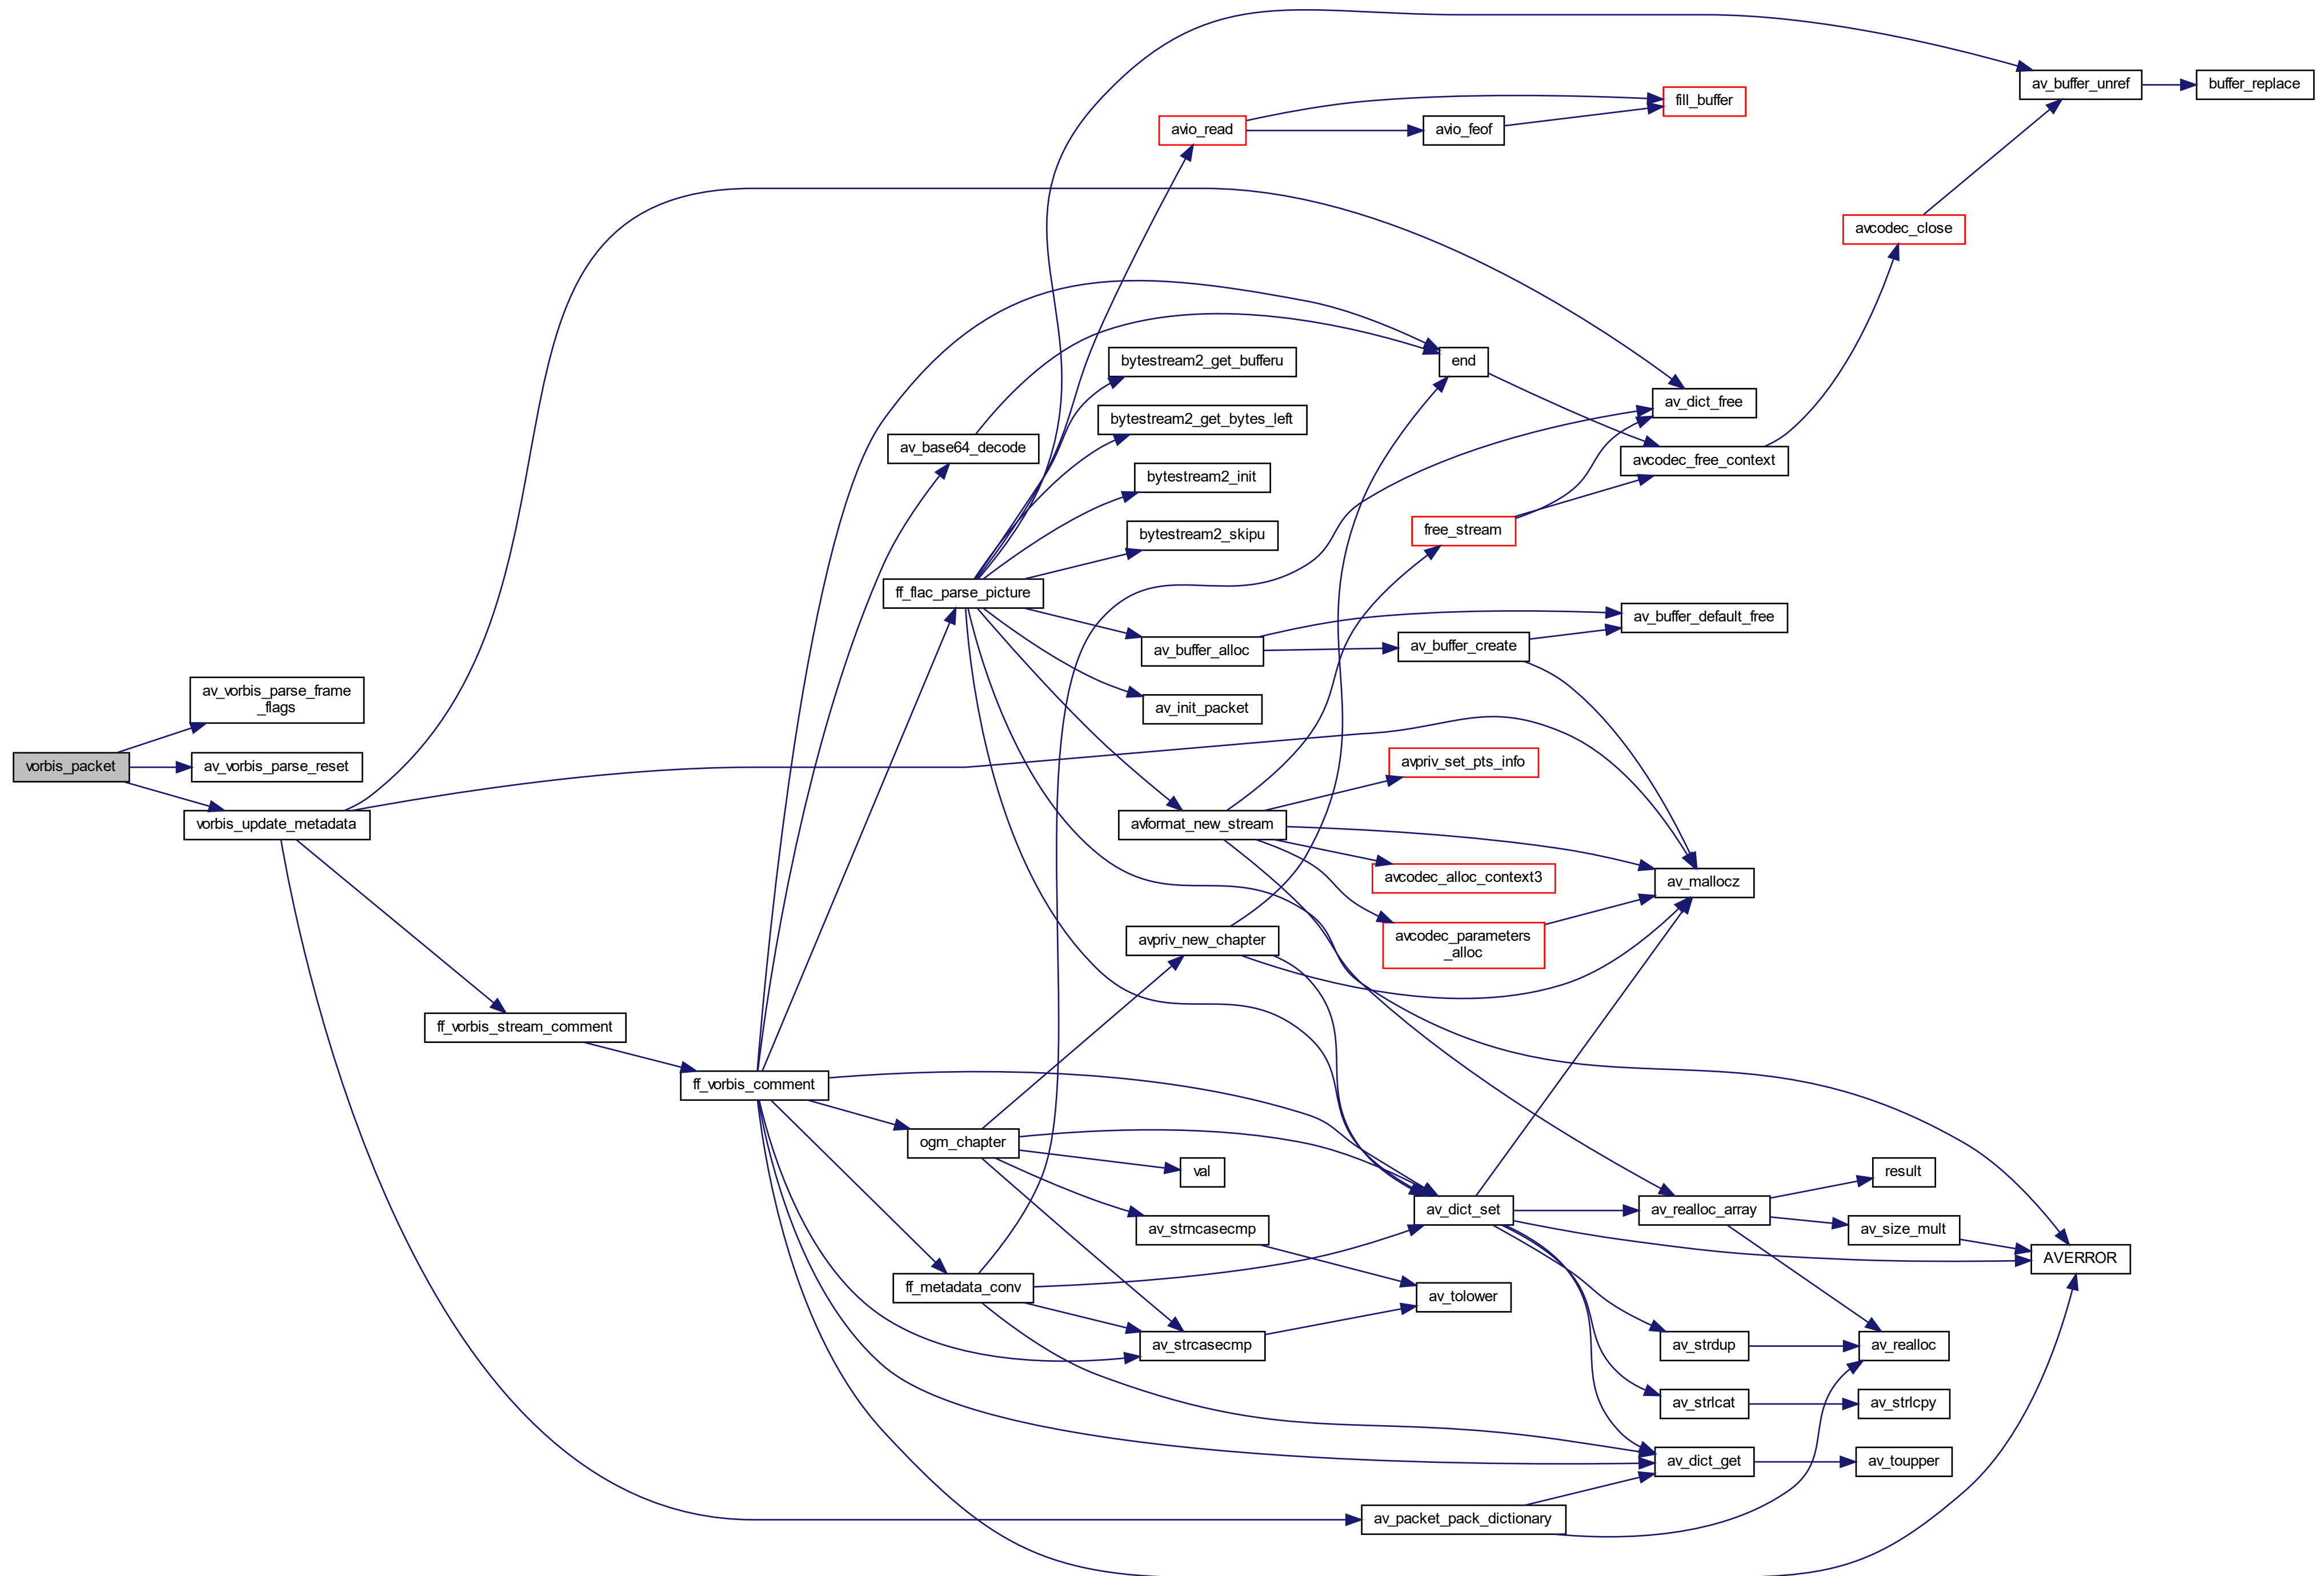 vorbis_packet
av_vorbis_parse_frame
_flags
av_vorbis_parse_reset
vorbis_update_metadata
ff_vorbis_stream_comment
ff_vorbis_comment
av_base64_decode
ff_flac_parse_picture
ogm_chapter
ff_metadata_conv
avio_read
bytestream2_get_bufferu
bytestream2_get_bytes_left
bytestream2_init
bytestream2_skipu
av_buffer_alloc
av_init_packet
avformat_new_stream
avpriv_new_chapter
val
av_strncasecmp
av_strcasecmp
avio_feof
end
free_stream
av_buffer_create
avpriv_set_pts_info
avcodec_alloc_context3
avcodec_parameters
_alloc
av_dict_set
av_tolower
av_packet_pack_dictionary
fill_buffer
av_dict_free
avcodec_free_context
av_buffer_default_free
av_mallocz
av_realloc_array
av_strdup
av_strlcat
av_dict_get
avcodec_close
result
av_size_mult
av_realloc
av_strlcpy
av_toupper
av_buffer_unref
AVERROR
buffer_replace